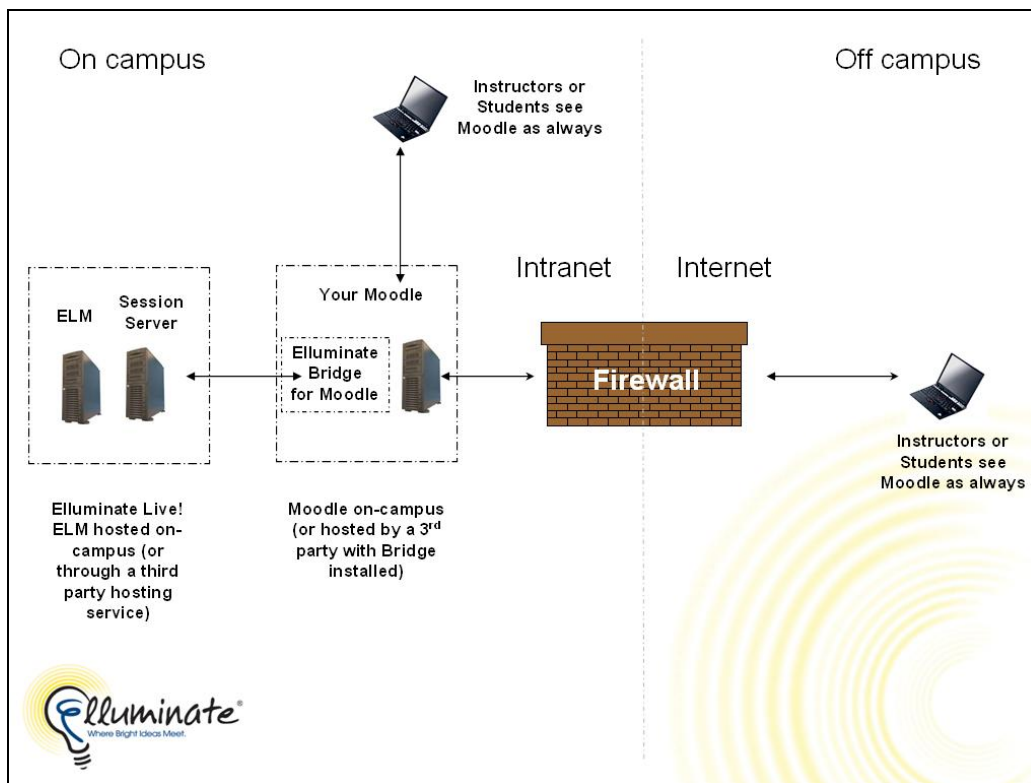 On campus
Off campus
Instructors or
Students see
Moodle as always
Intranet
Internet
ELM
Session
Server
Your Moodle
Elluminate
Bridge
for Moodle
Firewall
Instructors or
Students see
Moodle as always
Elluminate Live!
ELM hosted on-
campus (or
through a third
party hosting
service)
Moodle on-campus
(or hosted by a 3rd
party with Bridge
installed)
Elluminate®
Where Bright Ideas Meet.